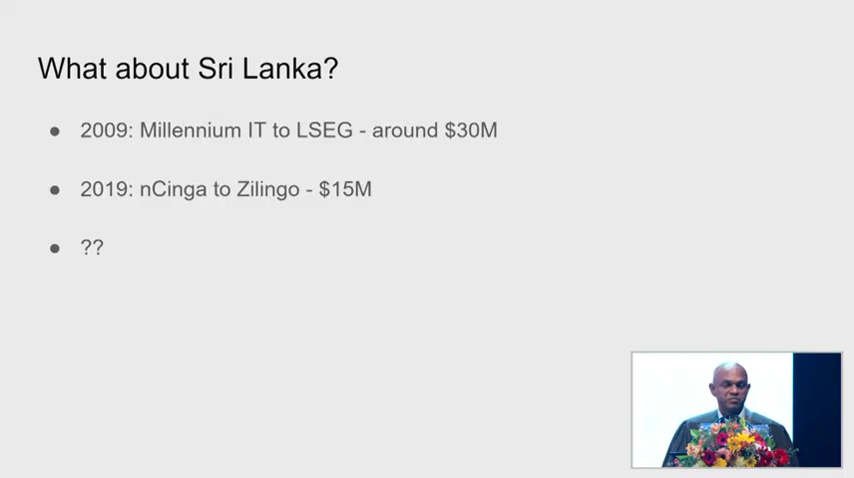 What about Sri Lanka?
● 2009: Millennium IT to LSEG - around $30M
● 2019: nCinga to Zilingo - $15M
● ??